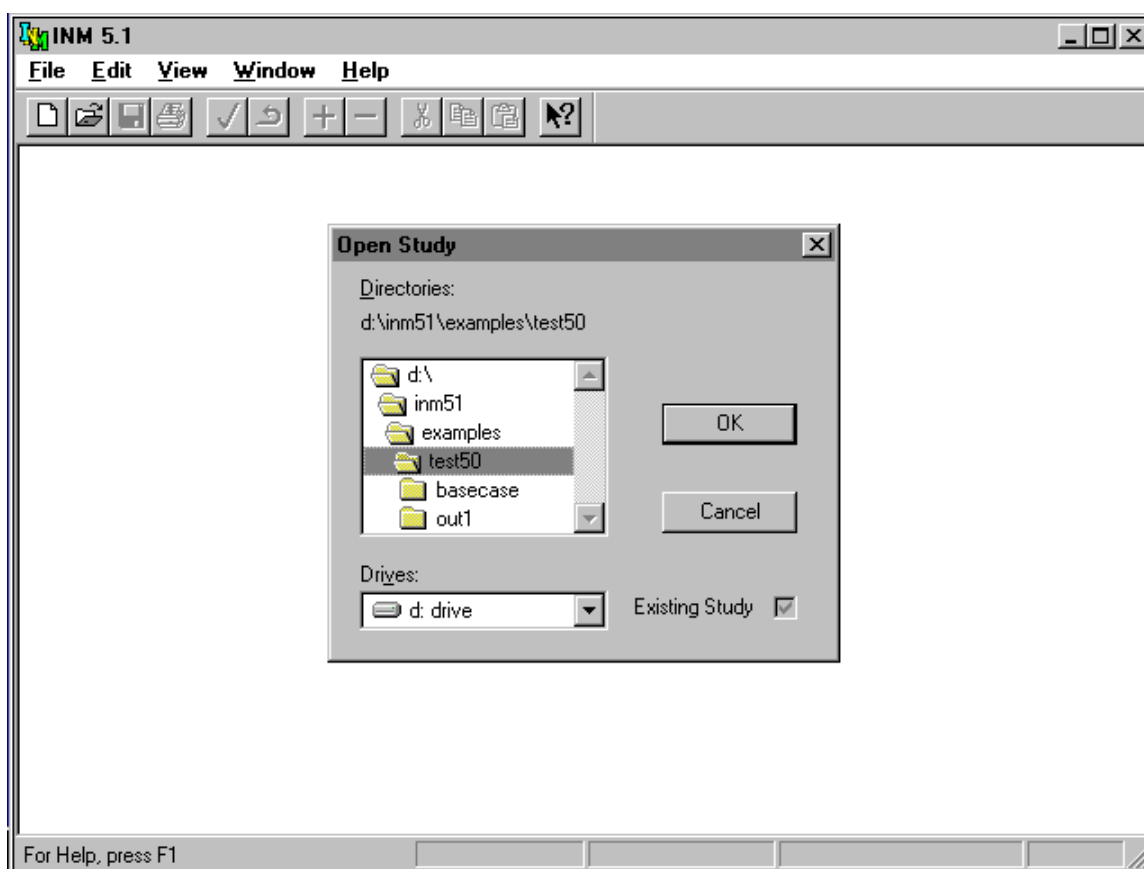 INM 5.1
File Edit View Window Help
Open Study
Directories:
d:\inm51\examples\test50
d:\
inm51
examples
test50
basecase
out1
OK
Cancel
Drives:
d: drive
Existing Study
For Help, press F1